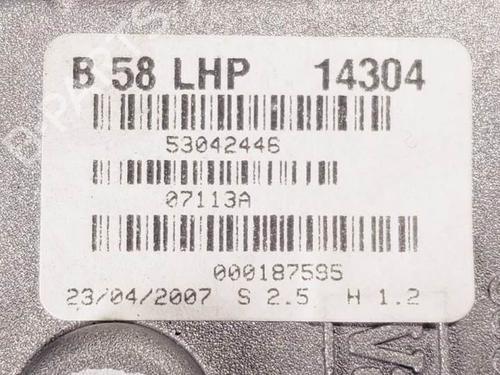 B 58 LHP 14304
53042446
07113A
000187595
23/04/2007 S 2.5 H 1.2